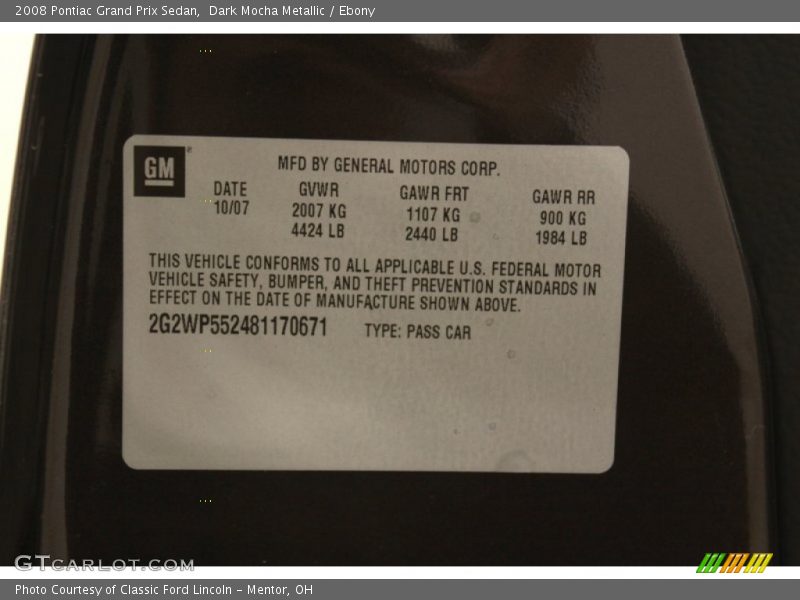 2008 Pontiac Grand Prix Sedan,  Dark Mocha Metallic / Ebony
GM
MFD BY GENERAL MOTORS CORP.
DATE GVWR GAWR FRT GAWR RR
10/07 2007 KG 1107 KG 900 KG
4424 LB 2440 LB 1984 LB
THIS VEHICLE CONFORMS TO ALL APPLICABLE U.S. FEDERAL MOTOR
VEHICLE SAFETY, BUMPER, AND THEFT PREVENTION STANDARDS IN
EFFECT ON THE DATE OF MANUFACTURE SHOWN ABOVE.
2G2WP552481170671 TYPE: PASS CAR
GTCARLOT.COM
Photo Courtesy of Classic Ford Lincoln – Mentor, OH